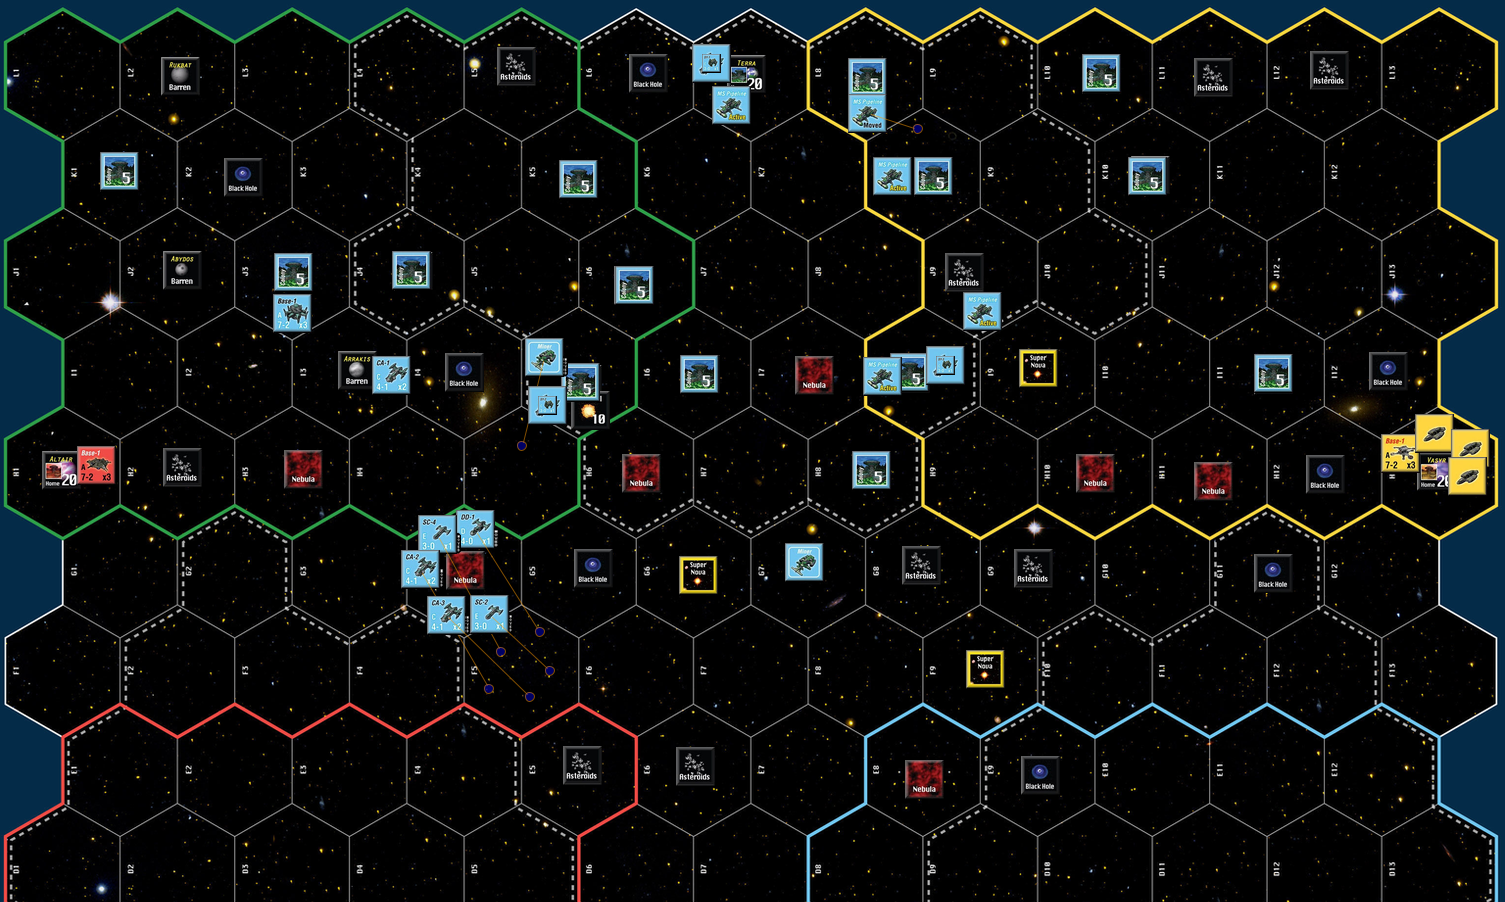 L1
L2
Rukbat
Barren
L3
L4
L5
Asteroids
L6
Black Hole
Terra
20
MS Pipeline
Active
L8
MS Pipeline
Moved
L9
L10
5
L11
Asteroids
L12
Asteroids
L13
K1
Colony
5
K2
Black Hole
K3
K4
K5
Colony
5
K6
K7
MS Pipeline
Active
Colony
5
K9
K10
Colony
5
K11
K12
J1
J2
Abydos
Barren
J3
Colony
5
Base-1
A
7-2 x3
J4
Colony
5
J5
J6
Colony
5
J7
J8
J9
Asteroids
MS Pipeline
Active
J10
J11
J12
J13
I1
I2
I3
Arrakis
Barren
CA-1
C
4-1 x2
I4
Black Hole
Miner
Colony
5
10
I6
Colony
5
I7
Nebula
MS Pipeline
Active
5
I9
Super
Nova
I10
I11
Colony
5
I12
Black Hole
H1
Altair
Home
20
Base-1
7-2 x3
H2
Asteroids
H3
Nebula
H4
H5
H6
Nebula
H7
H8
Colony
5
H9
H10
Nebula
H11
Nebula
H12
Black Hole
Base-1
A
7-2 x3
Home
G1
G2
G3
SC-4
E
3-0 x1
DD-1
D
4-0 x1
CA-2
C
4-1 x2
Nebula
CA-3
C
4-1 x2
SC-2
E
3-0 x1
G5
Black Hole
G6
Super
Nova
G7
Miner
G8
Asteroids
G9
Asteroids
G10
G11
Black Hole
G12
F1
F2
F3
F4
F5
F6
F7
F8
F9
Super
Nova
F10
F11
F12
F13
E1
E2
E3
E4
E5
Asteroids
E6
Asteroids
E7
E8
Nebula
E9
Black Hole
E10
E11
E12
D1
D2
D3
D4
D5
D6
D7
D8
D9
D10
D11
D12
D13